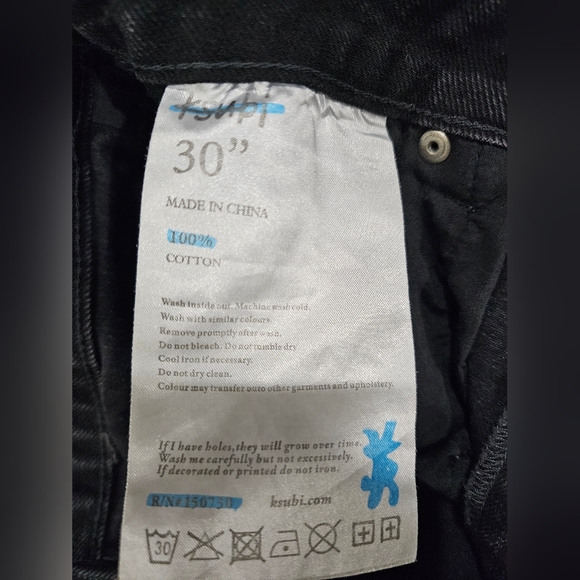 ksubi
30”
MADE IN CHINA
100%
COTTON
Wash inside out. Machine wash cold.
Wash with similar colours.
Remove promptly after wash.
Do not bleach. Do not tumble dry
Cool iron if necessary.
Do not dry clean.
Colour may transfer onto other garments and upholstery.
If I have holes, they will grow over time.
Wash me carefully but not excessively.
If decorated or printed do not iron.
R/N# 150750 ksubi.com
30